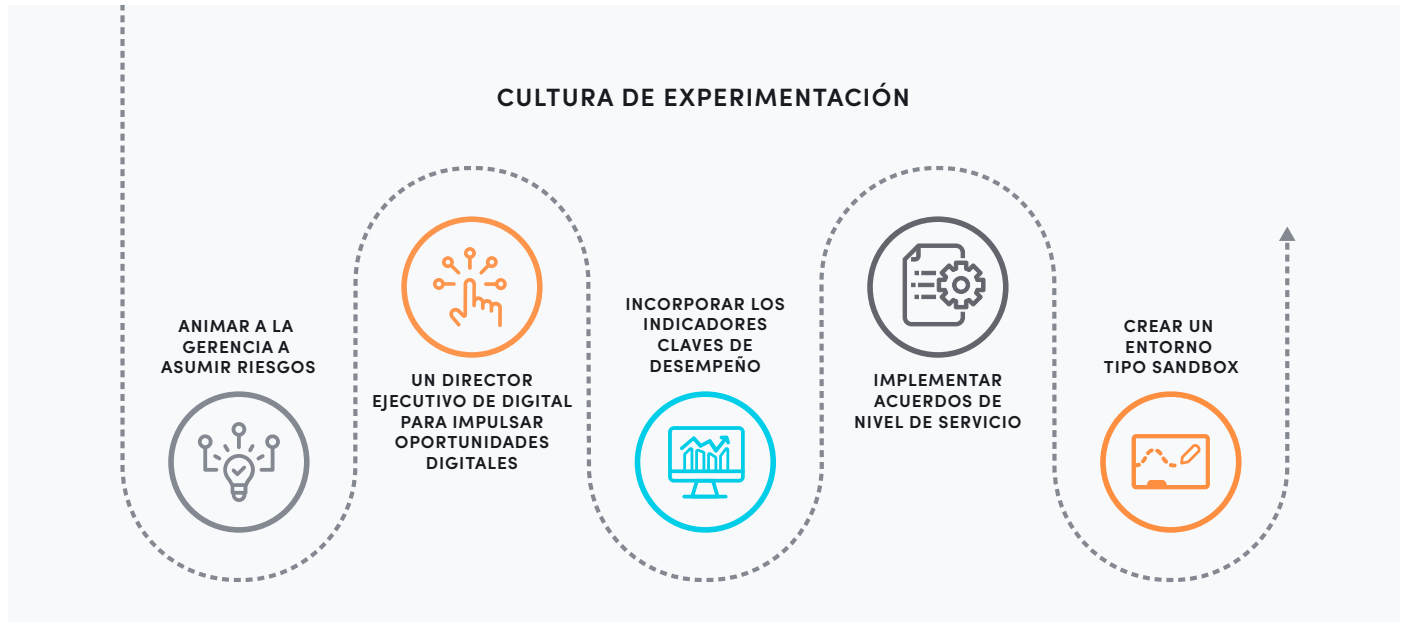 CULTURA DE EXPERIMENTACIÓN
ANIMAR A LA
GERENCIA A
ASUMIR RIESGOS
UN DIRECTOR
EJECUTIVO DE DIGITAL
PARA IMPULSAR
OPORTUNIDADES
DIGITALES
INCORPORAR LOS
INDICADORES
CLAVES DE
DESEMPEÑO
IMPLEMENTAR
ACUERDOS DE
NIVEL DE SERVICIO
CREAR UN
ENTORNO
TIPO SANDBOX